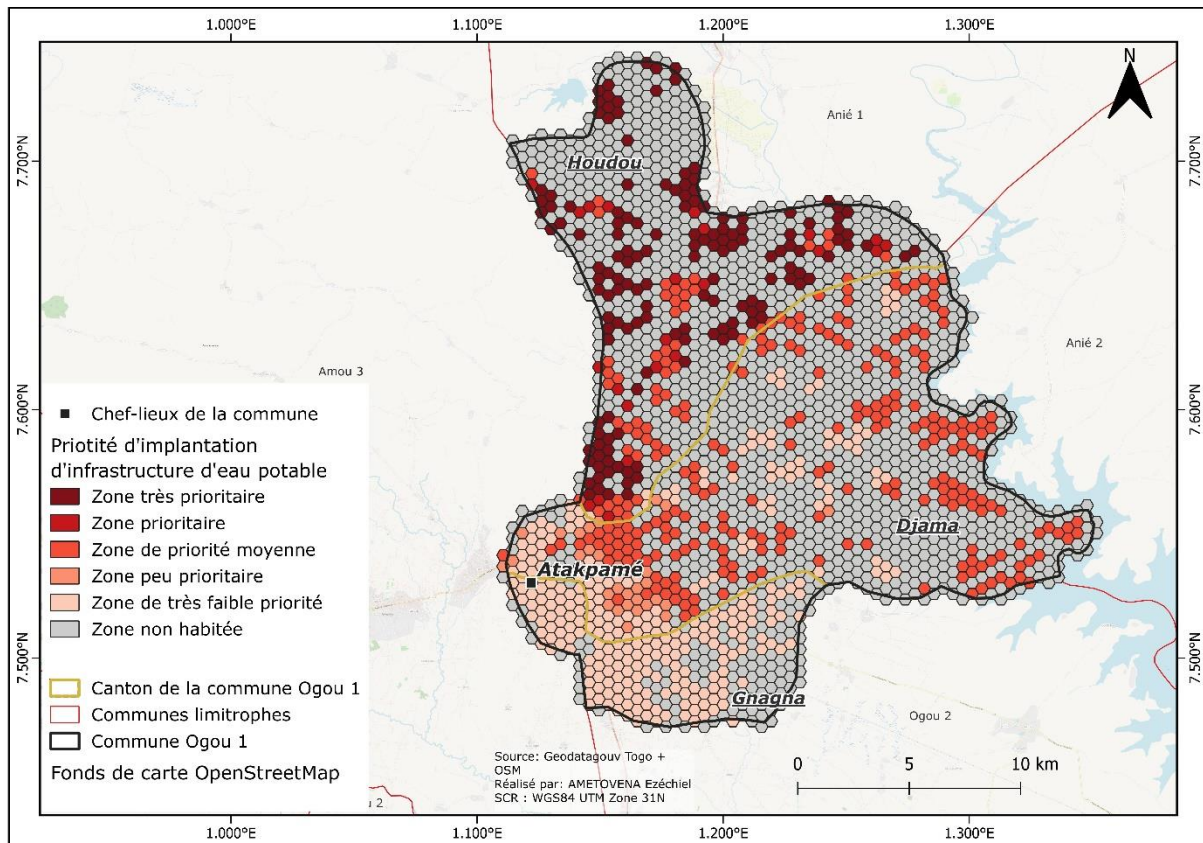 1.000°E 1.100°E 1.200°E 1.300°E
N
Anié 1
7.700°N 7.700°N
Houdou
Anié 2
Amou 3
7.600°N 7.600°N
Chef-lieux de la commune
Priotité d'implantation
d'infrastructure d'eau potable
Zone très prioritaire
Zone prioritaire
Zone de priorité moyenne
Zone peu prioritaire
Zone de très faible priorité
Zone non habitée
Canton de la commune Ogou 1
Communes limitrophes
Commune Ogou 1
Fonds de carte OpenStreetMap
Djama
Atakpamé
7.500°N 7.500°N
Gnagna
Ogou 2
Source: Geodatagouv Togo +
OSM
Réalisé par: AMETOVENA Ezéchiel
SCR : WGS84 UTM Zone 31N
0 5 10 km
1.000°E 1.100°E 1.200°E 1.300°E